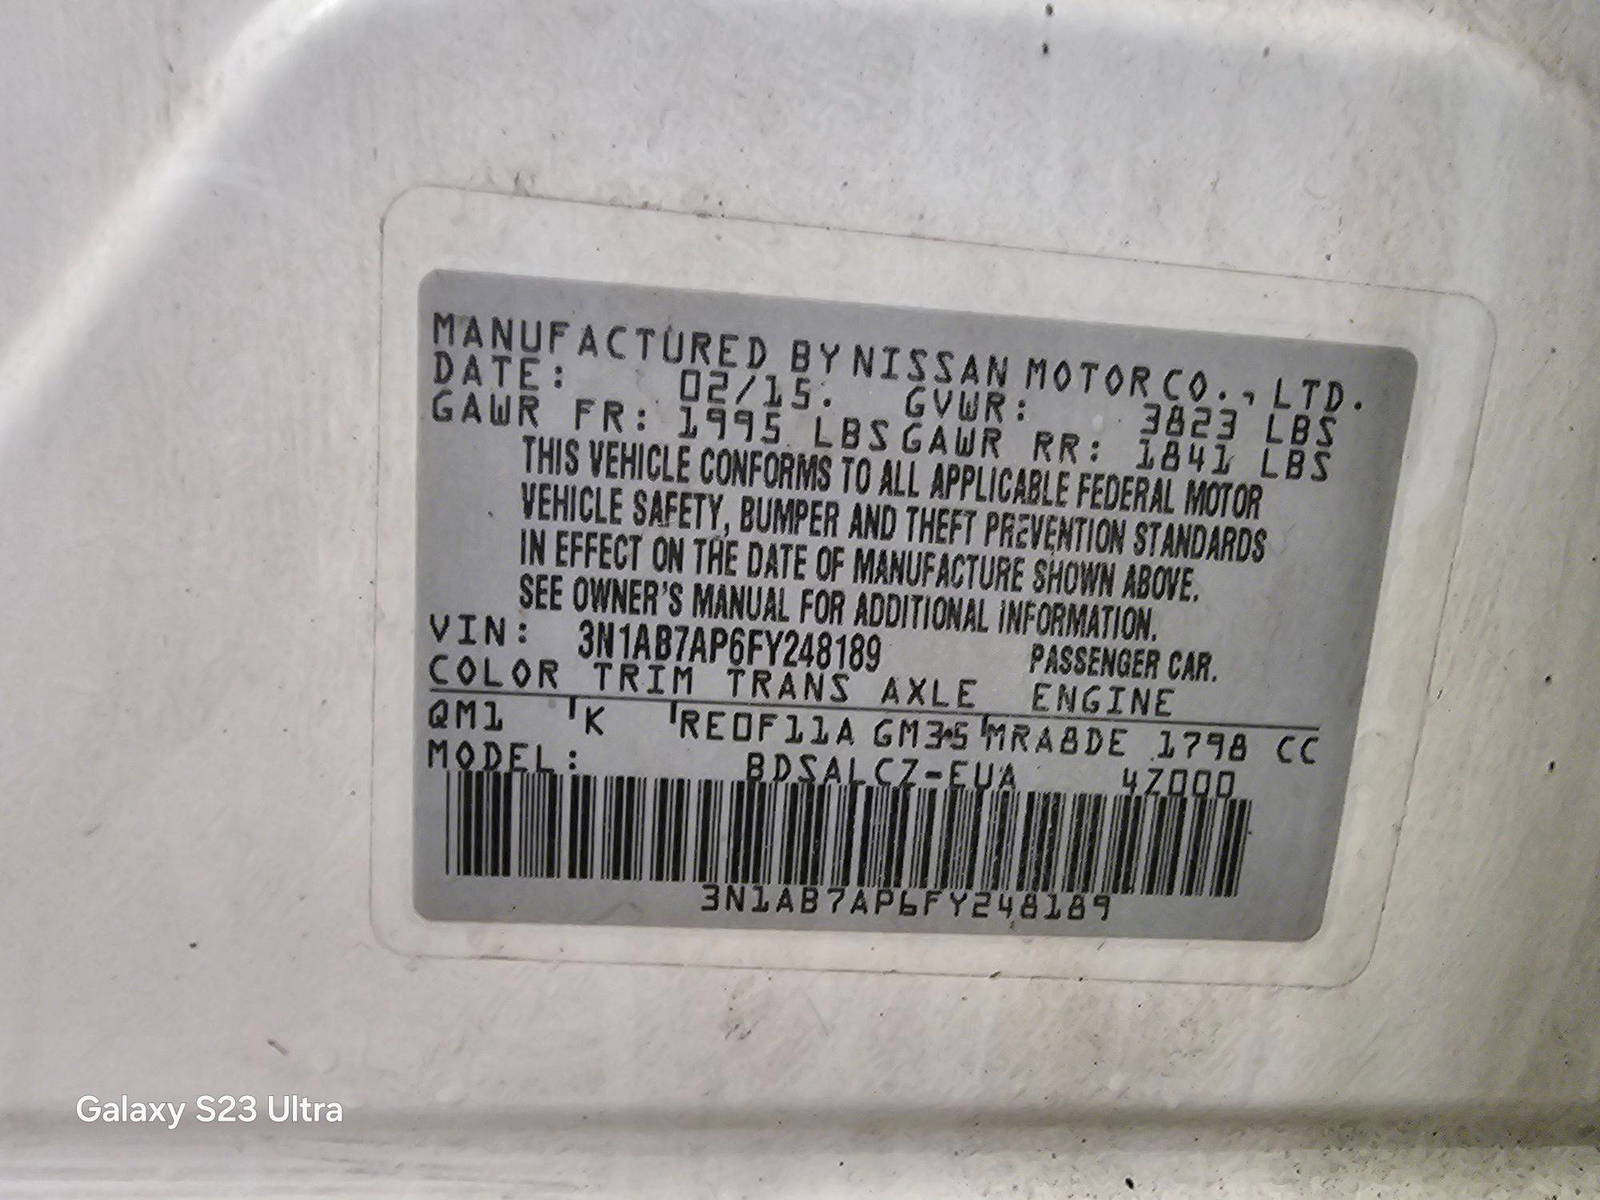 MANUFACTURED BY NISSAN MOTOR CO., LTD.
DATE: 02/15. GVWR: 3823 LBS
GAWR FR: 1995 LBS GAWR RR: 1841 LBS
THIS VEHICLE CONFORMS TO ALL APPLICABLE FEDERAL MOTOR
VEHICLE SAFETY, BUMPER AND THEFT PREVENTION STANDARDS
IN EFFECT ON THE DATE OF MANUFACTURE SHOWN ABOVE.
SEE OWNER'S MANUAL FOR ADDITIONAL INFORMATION.
VIN: 3N1AB7AP6FY248189 PASSENGER CAR.
COLOR TRIM TRANS AXLE ENGINE
QM1 K RE0F11A GM35 MRA8DE 1798 CC
MODEL: BDSALCZ-EUA 4Z000
3N1AB7AP6FY248189
Galaxy S23 Ultra